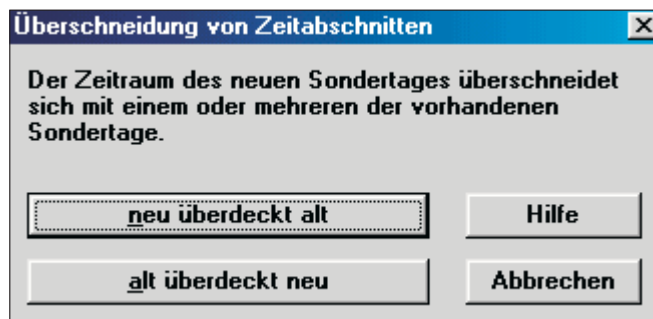 Überschneidung von Zeitabschnitten
Der Zeitraum des neuen Sondertages überschneidet
sich mit einem oder mehreren der vorhandenen
Sondertage.
neu überdeckt alt
Hilfe
alt überdeckt neu
Abbrechen